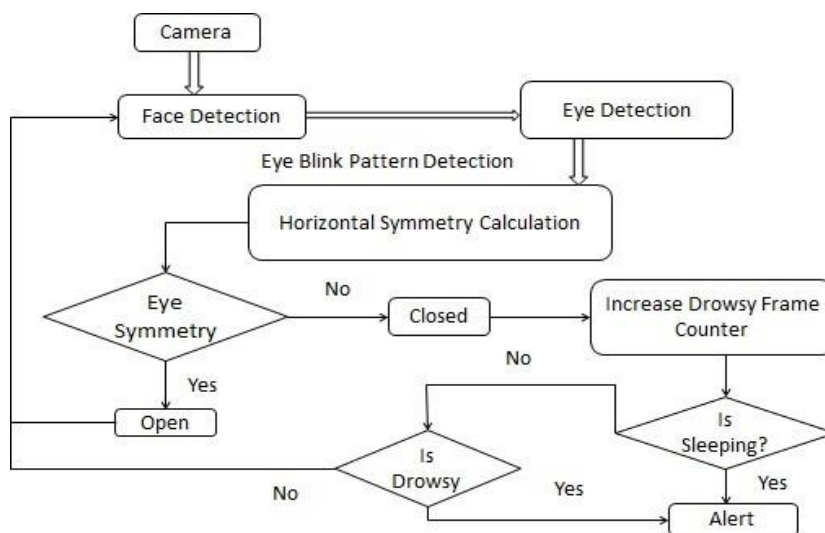 Camera
Face Detection
Eye Detection
Eye Blink Pattern Detection
Horizontal Symmetry Calculation
Eye
Symmetry
No
Closed
Increase Drowsy Frame
Counter
Yes
Open
No
Is
Sleeping?
Is
Drowsy
No
Yes
Yes
Alert